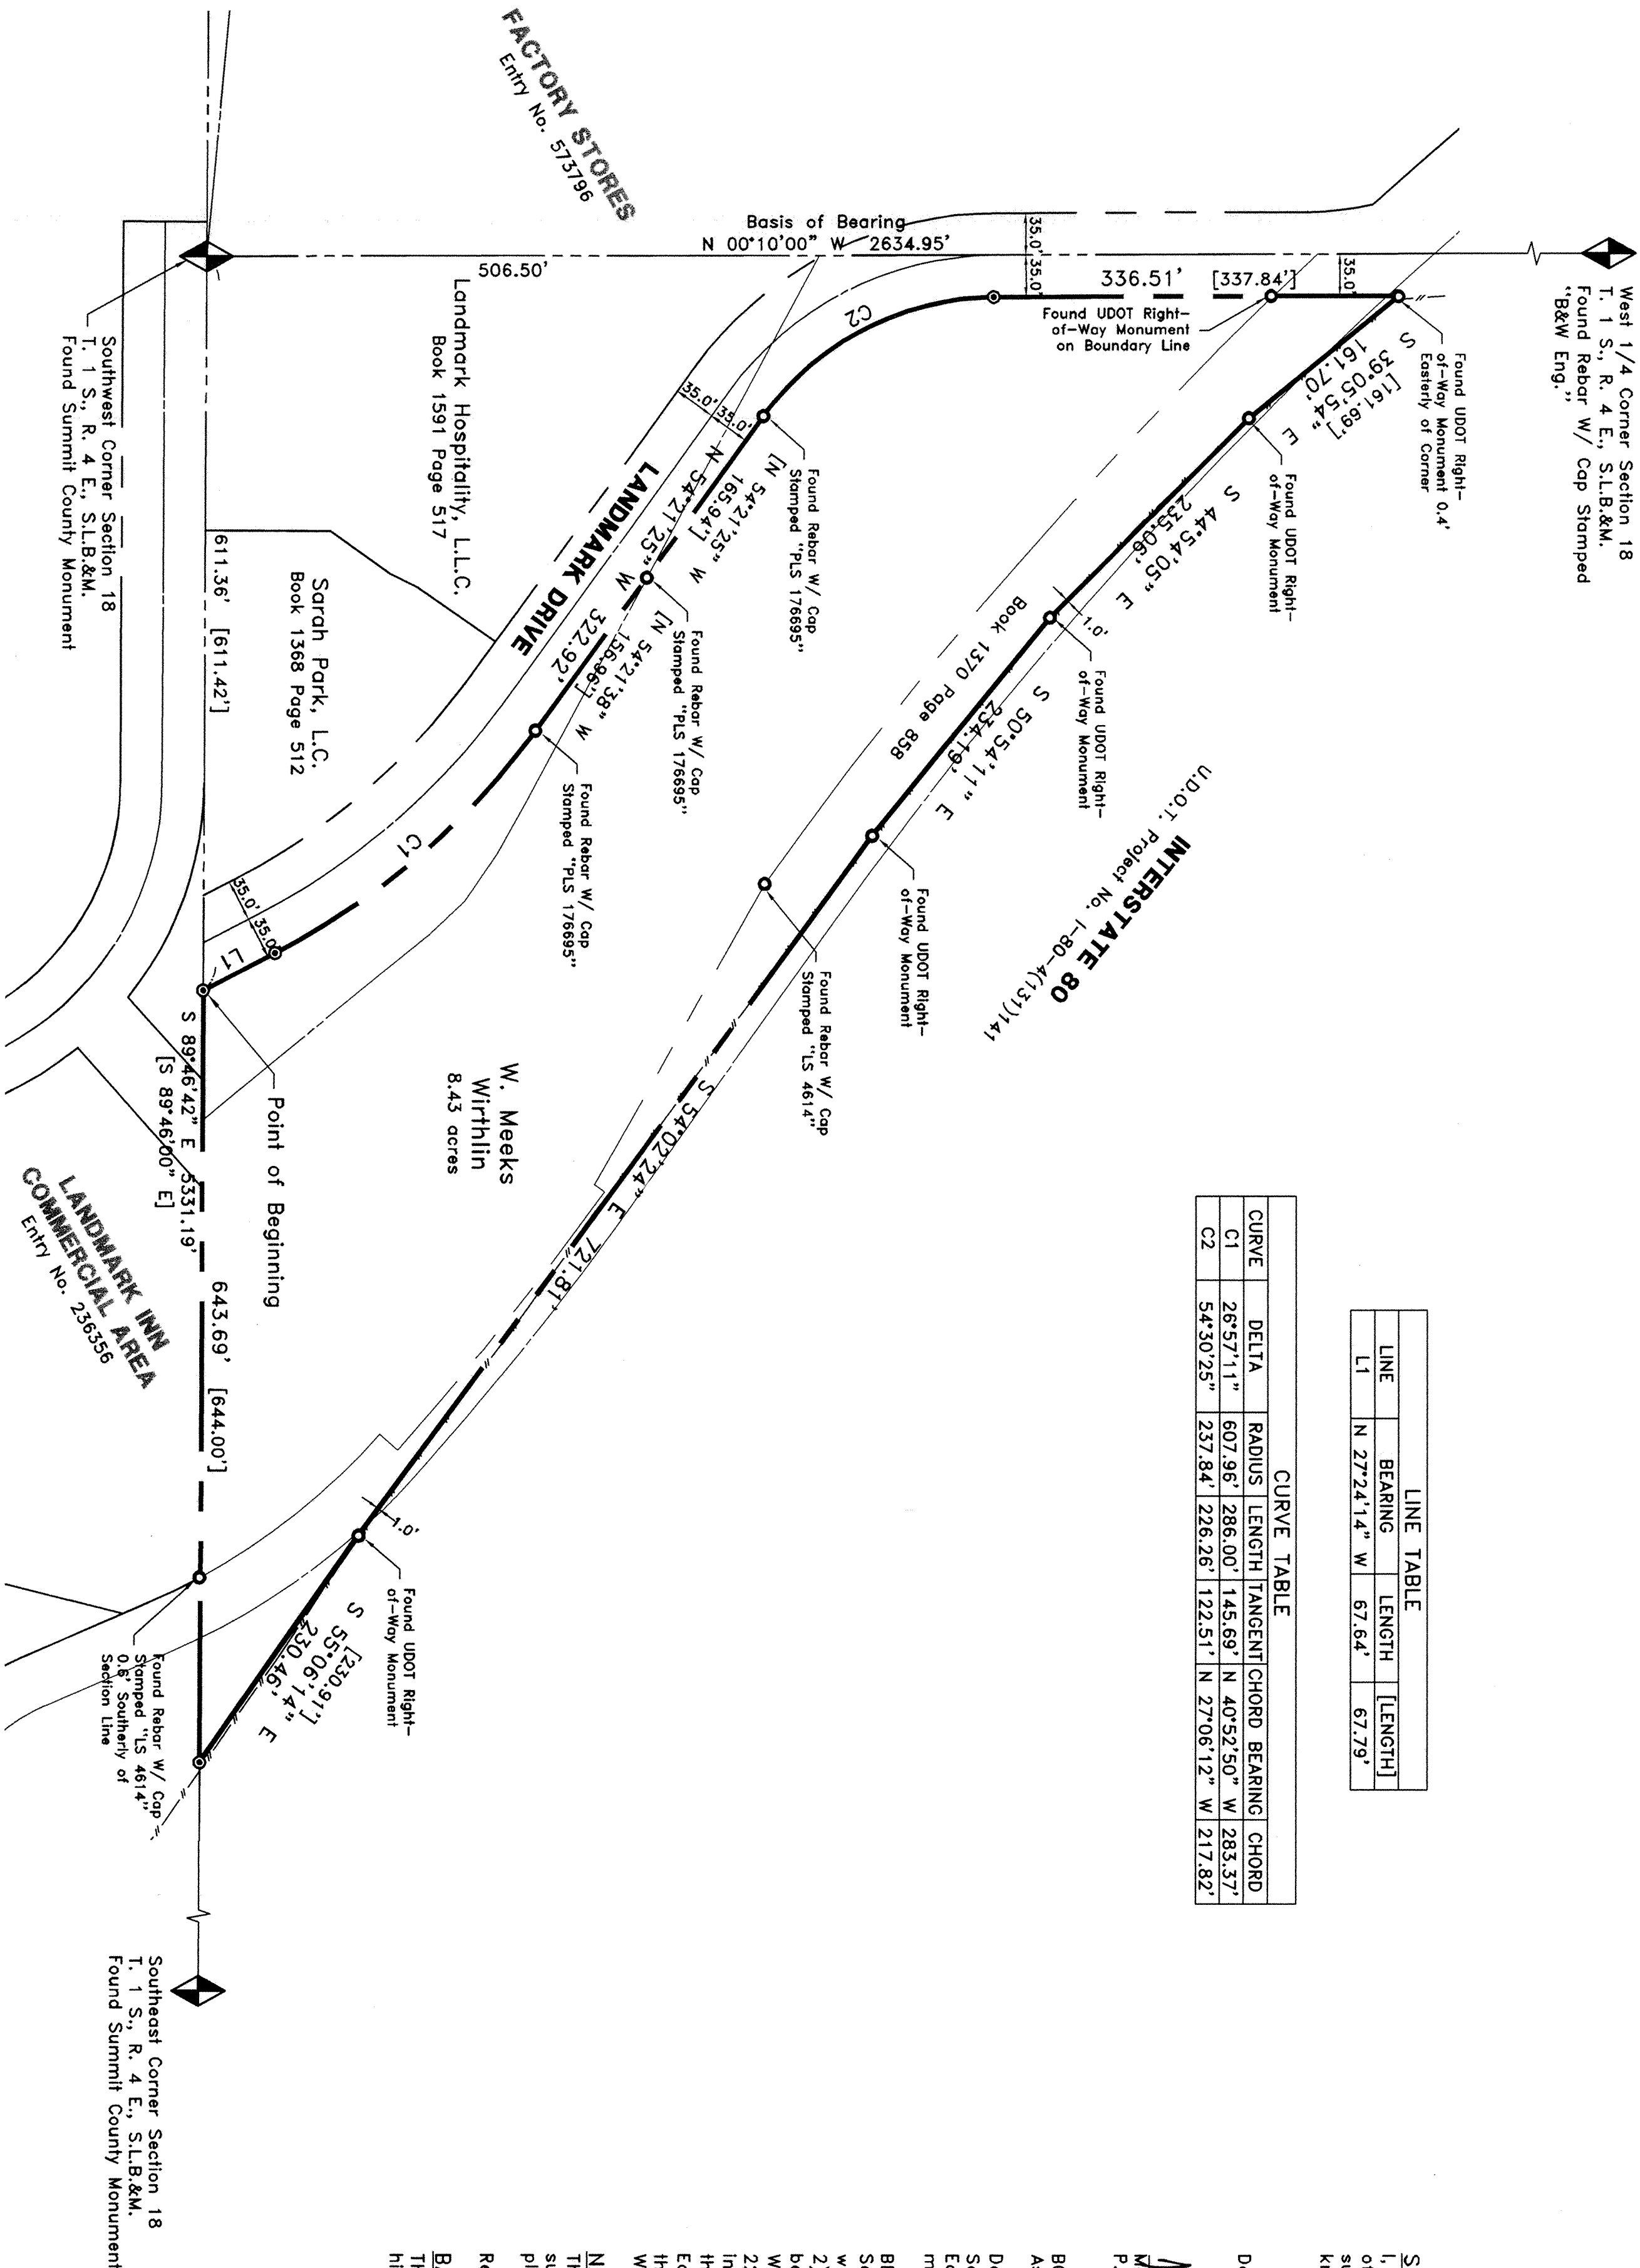 West 1/4 Corner Section 18
T. 1 S., R. 4 E., S.L.B.&M.
Found Rebar W/ Cap Stamped
"B&W Eng."
Basis of Bearing
N 00°10'00" W 2634.95'
506.50'
35.0'
35.0'
35.0'
336.51' [337.84']
Found UDOT Right-
of-Way Monument
on Boundary Line
Found UDOT Right-
of-Way Monument 0.4'
Easterly of Corner
S 39°05'54" E
161.70'
[161.69']
Found UDOT Right-
of-Way Monument
S 44°54'05" E
235.06'
1.0'
Found UDOT Right-
of-Way Monument
S 50°54'11" E
234.19'
Book 1370 Page 858
Found UDOT Right-
of-Way Monument
INTERSTATE 80
U.D.O.T. Project No. I-80-4(131)141
Found Rebar W/ Cap
Stamped "LS 4614"
S 54°02'24" E 721.81'
1.0'
Found UDOT Right-
of-Way Monument
[230.91']
S 55°06'14" E
230.46'
FACTORY STORES
Entry No. 573796
C2
35.0' 35.0'
Found Rebar W/ Cap
Stamped "PLS 176695"
[N 54°21'25" W
165.94']
N 54°21'25" W 322.92'
Found Rebar W/ Cap
Stamped "PLS 176695"
[N 54°21'38" W
156.96']
Found Rebar W/ Cap
Stamped "PLS 176695"
LANDMARK DRIVE
C1
35.0' 35.0'
L1
Landmark Hospitality, L.L.C.
Book 1591 Page 517
Sarah Park, L.C.
Book 1368 Page 512
611.36' [611.42']
Southwest Corner Section 18
T. 1 S., R. 4 E., S.L.B.&M.
Found Summit County Monument
W. Meeks
Wirthlin
8.43 acres
Point of Beginning
S 89°46'42" E 5331.19'
[S 89°46'00" E]
643.69' [644.00']
LANDMARK INN
COMMERCIAL AREA
Entry No. 236356
Found Rebar W/ Cap
Stamped "LS 4614"
0.6' Southerly of
Section Line
Southeast Corner Section 18
T. 1 S., R. 4 E., S.L.B.&M.
Found Summit County Monument
LINE TABLE
LINE BEARING LENGTH [LENGTH]
L1 N 27°24'14" W 67.64' 67.79'
CURVE TABLE
CURVE DELTA RADIUS LENGTH TANGENT CHORD BEARING CHORD
C1 26°57'11" 607.96' 286.00' 145.69' N 40°52'50" W 283.37'
C2 54°30'25" 237.84' 226.26' 122.51' N 27°06'12" W 217.82'